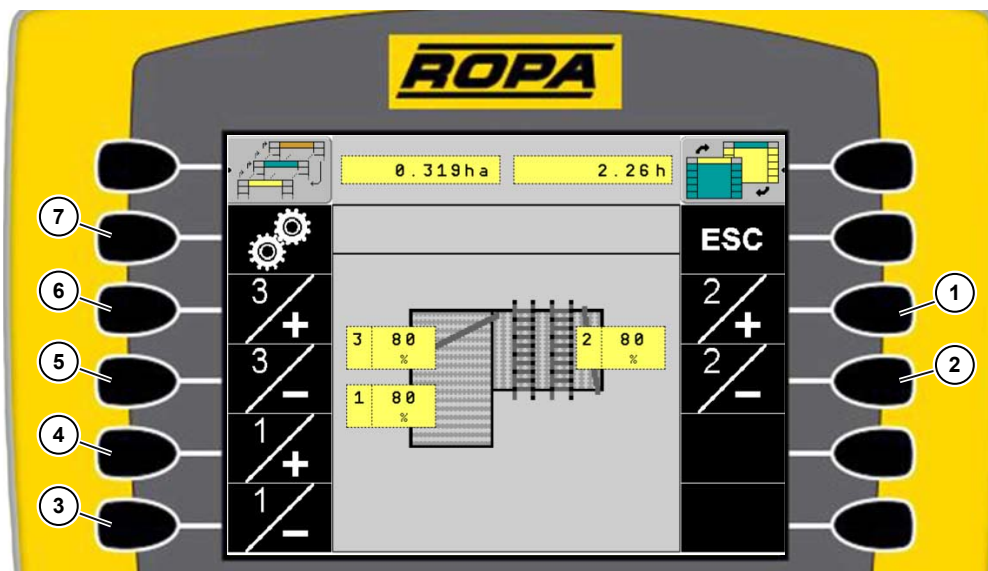 ROPA
0.319ha 2.26h
7
ESC
6 3/+ 2/+ 1
3 80 % 2 80 %
5 3/- 2/- 2
1 80 %
4 1/+
3 1/-